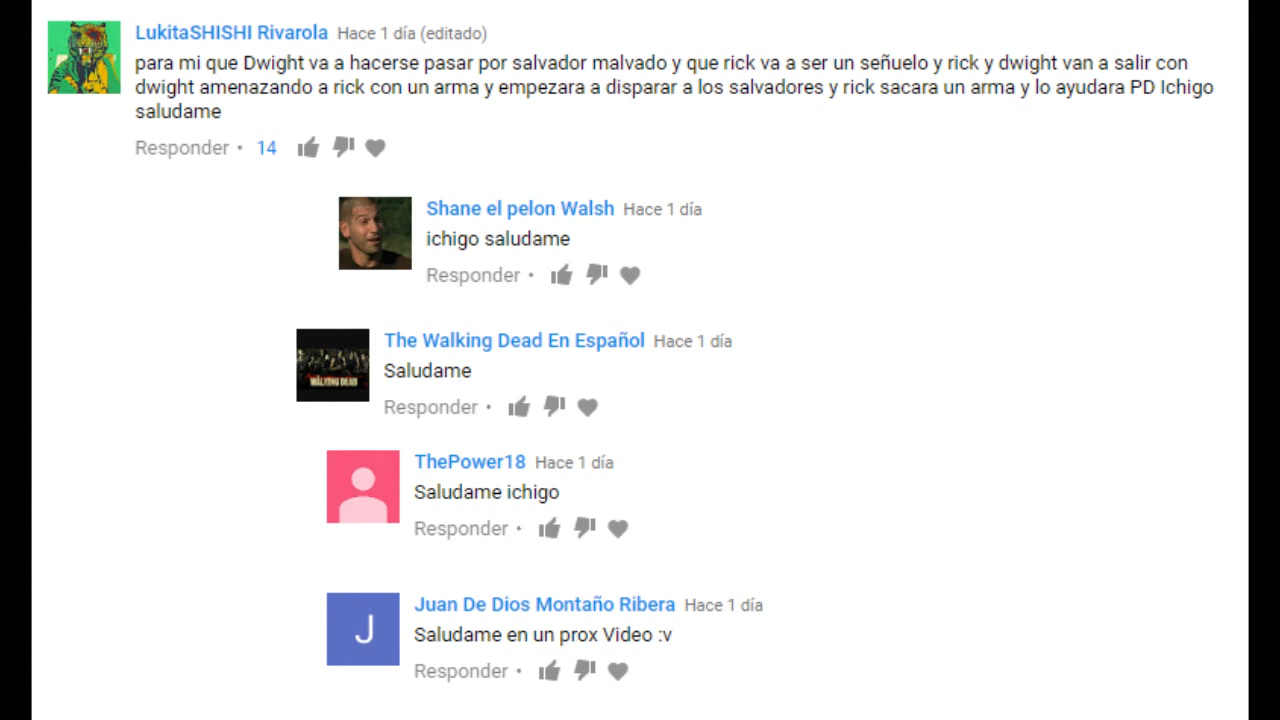 LukitaSHISHI Rivarola Hace 1 día (editado)
para mi que Dwight va a hacerse pasar por salvador malvado y que rick va a ser un señuelo y rick y dwight van a salir con
dwight amenazando a rick con un arma y empezara a disparar a los salvadores y rick sacara un arma y lo ayudara PD Ichigo
saludame
Responder • 14
Shane el pelon Walsh Hace 1 día
ichigo saludame
Responder •
The Walking Dead En Español Hace 1 día
Saludame
Responder •
WALKING DEAD
ThePower18 Hace 1 día
Saludame ichigo
Responder •
J
Juan De Dios Montaño Ribera Hace 1 día
Saludame en un prox Video :v
Responder •